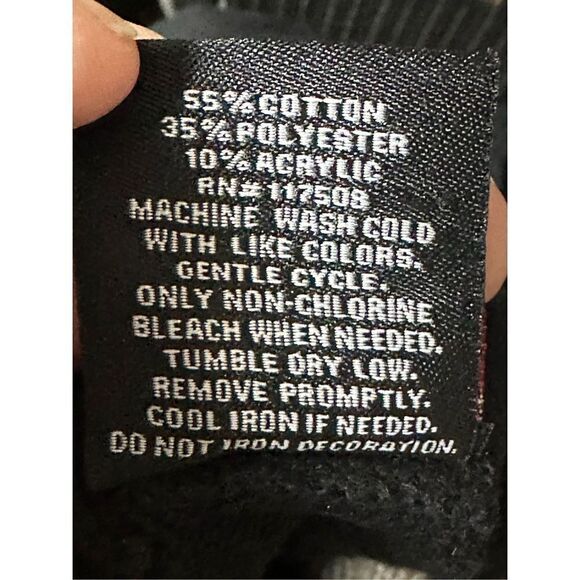 55% COTTON
35% POLYESTER
10% ACRYLIC
RN# 117508
MACHINE WASH COLD
WITH LIKE COLORS.
GENTLE CYCLE.
ONLY NON-CHLORINE
BLEACH WHEN NEEDED.
TUMBLE DRY LOW.
REMOVE PROMPTLY.
COOL IRON IF NEEDED.
DO NOT IRON DECORATION.